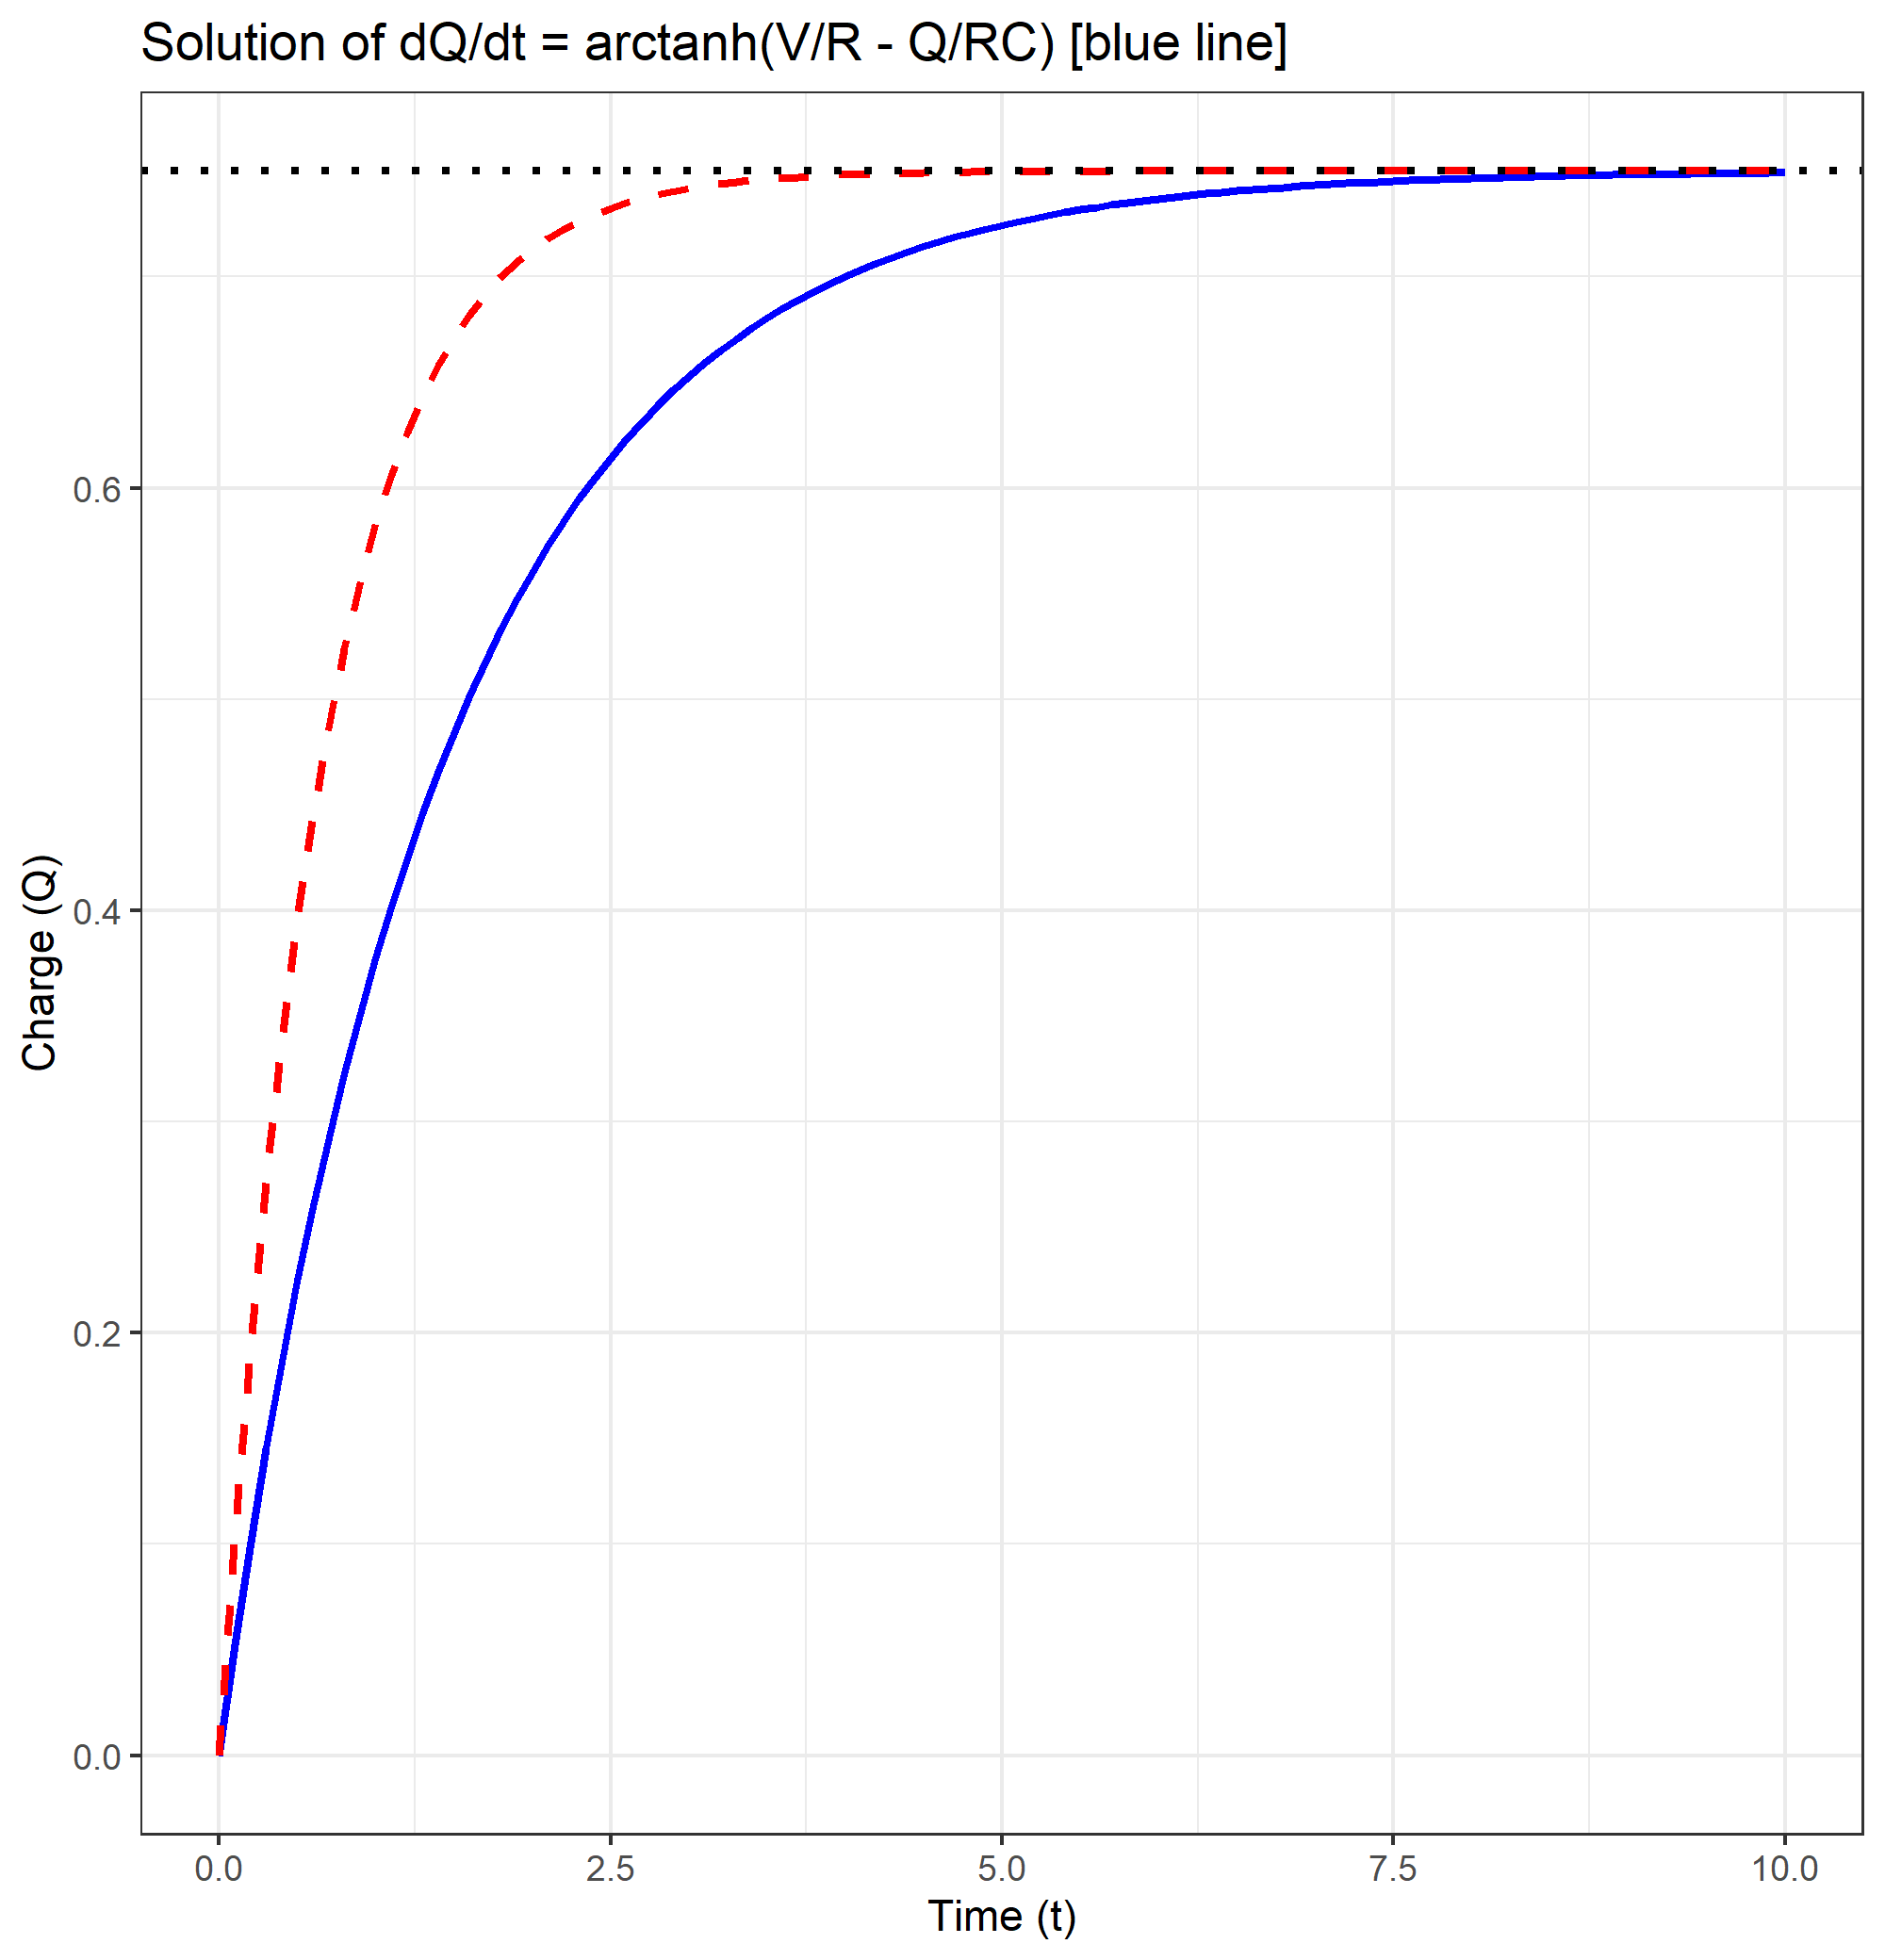 Solution of dQ/dt = arctanh(V/R - Q/RC) [blue line]
Charge (Q)
0.6
0.4
0.2
0.0
0.0 2.5 5.0 7.5 10.0
Time (t)